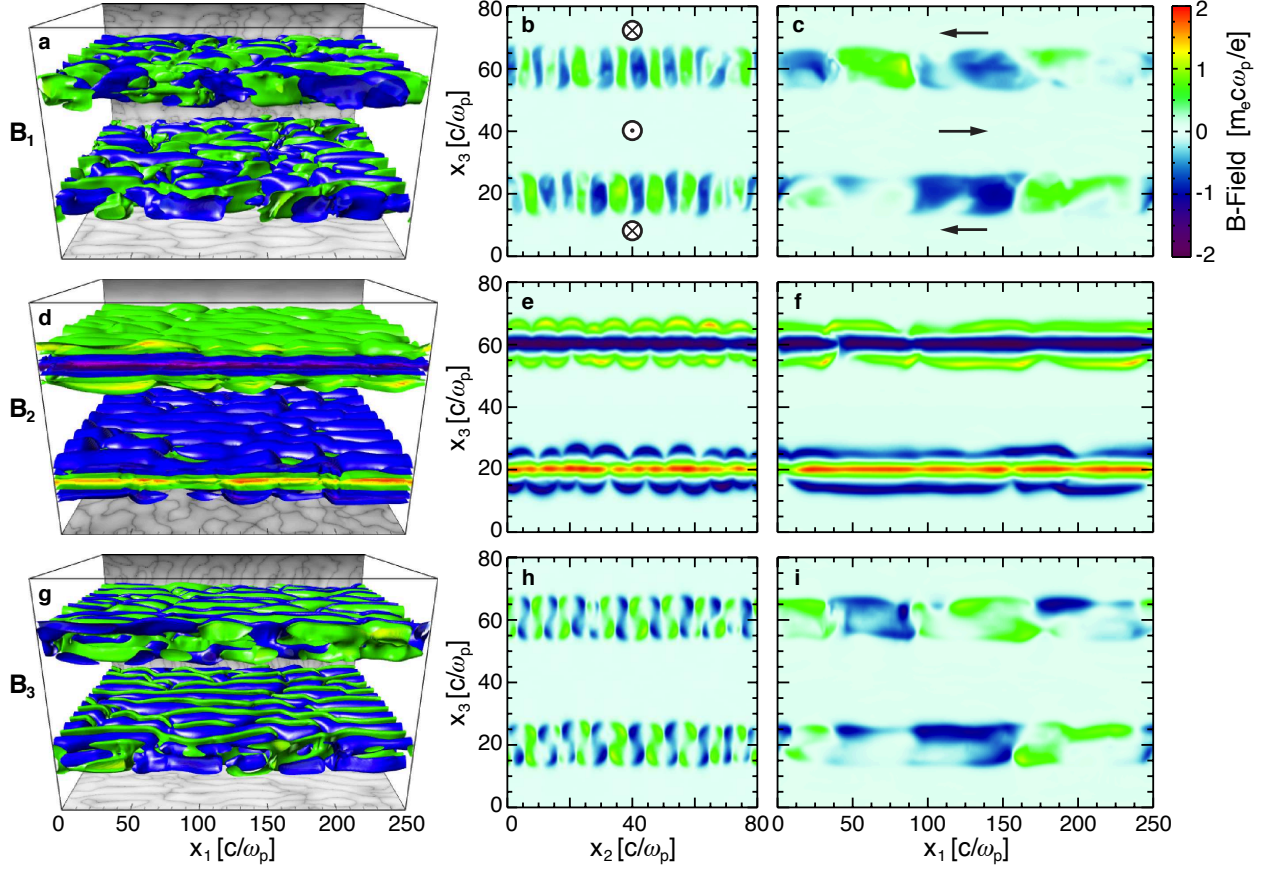 a
b
c
80
60
40
20
0
x₃ [c/ωₚ]
B₁
2
1
0
-1
-2
B-Field [mₑcωₚ/e]
d
e
f
80
60
40
20
0
x₃ [c/ωₚ]
B₂
g
h
i
80
60
40
20
0
x₃ [c/ωₚ]
B₃
0 50 100 150 200 250
x₁ [c/ωₚ]
0 40 80
x₂ [c/ωₚ]
0 50 100 150 200 250
x₁ [c/ωₚ]